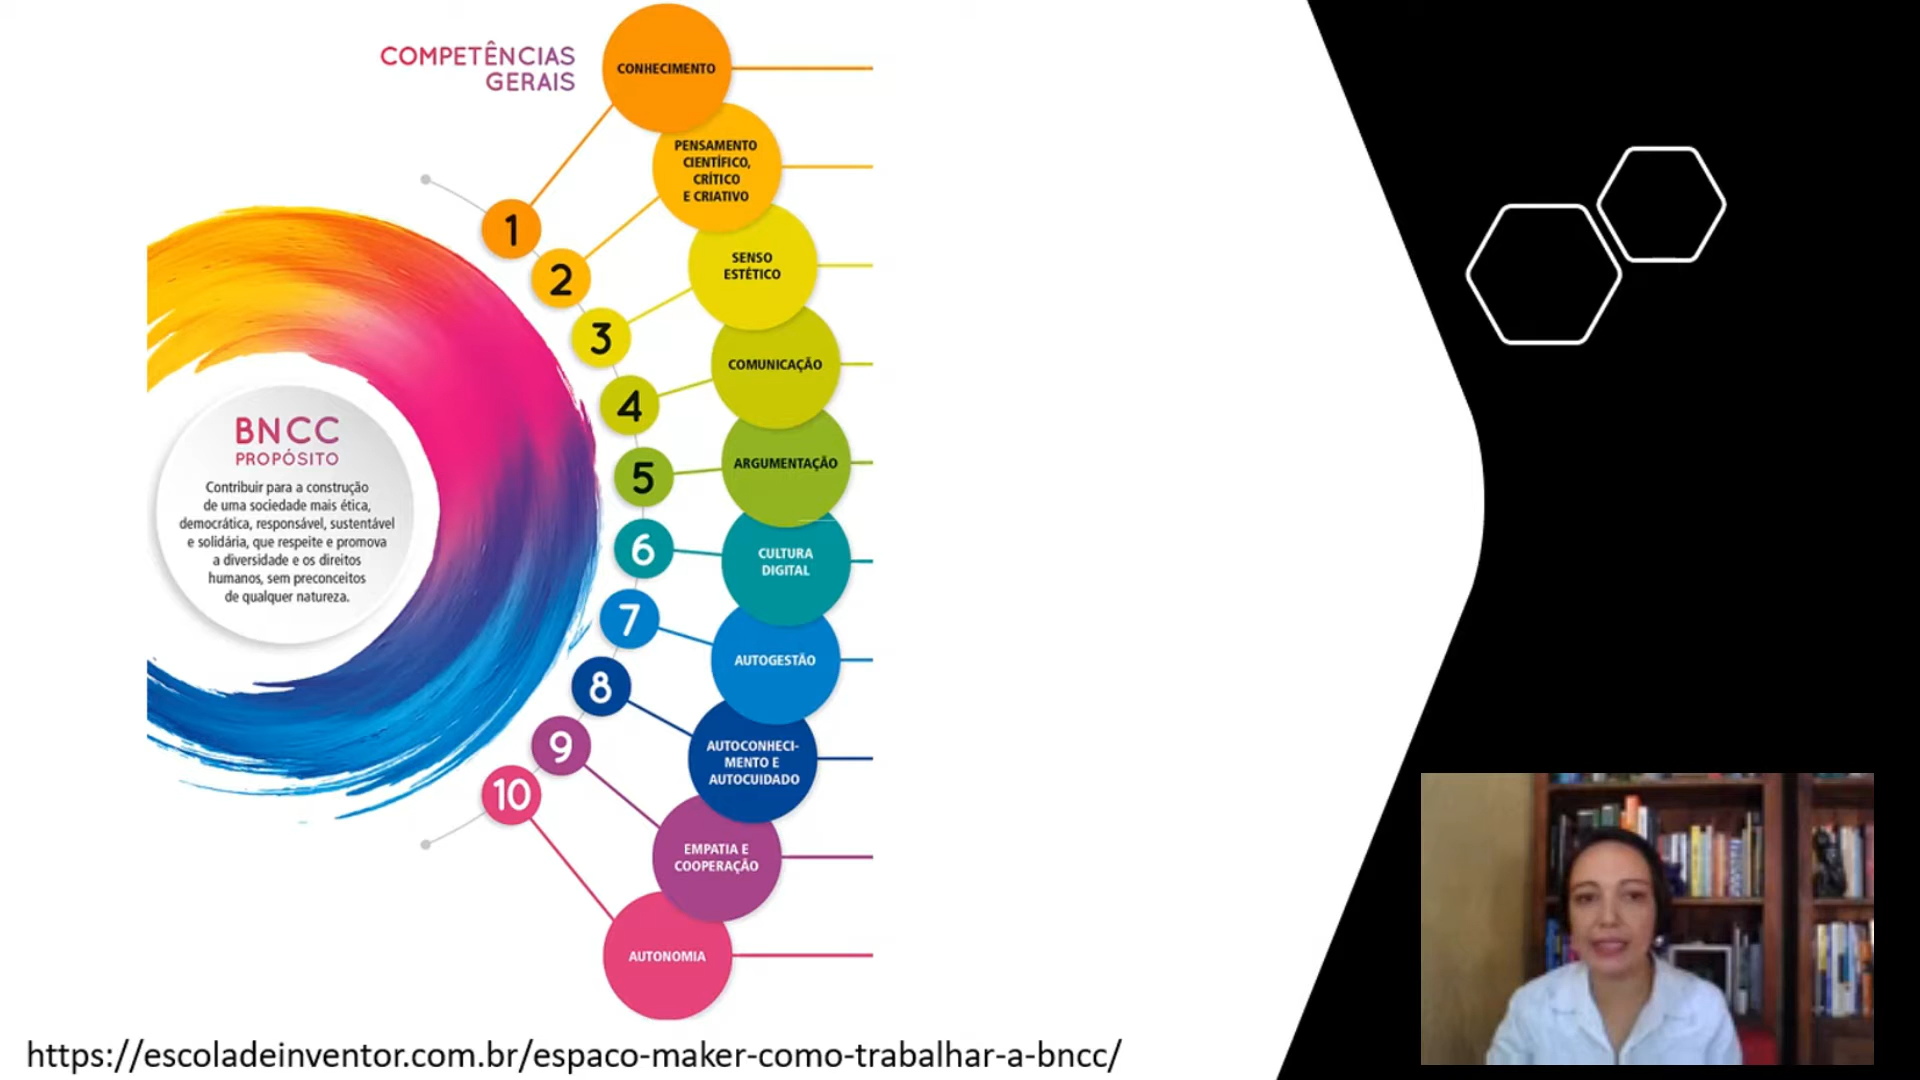 COMPETÊNCIAS
GERAIS
BNCC
PROPÓSITO
Contribuir para a construção
de uma sociedade mais ética,
democrática, responsável, sustentável
e solidária, que respeite e promova
a diversidade e os direitos
humanos, sem preconceitos
de qualquer natureza.
1
CONHECIMENTO
2
PENSAMENTO
CIENTÍFICO,
CRÍTICO
E CRIATIVO
3
SENSO
ESTÉTICO
4
COMUNICAÇÃO
5
ARGUMENTAÇÃO
6
CULTURA
DIGITAL
7
AUTOGESTÃO
8
AUTOCONHECI-
MENTO E
AUTOCUIDADO
9
EMPATIA E
COOPERAÇÃO
10
AUTONOMIA
https://escoladeinventor.com.br/espaco-maker-como-trabalhar-a-bncc/